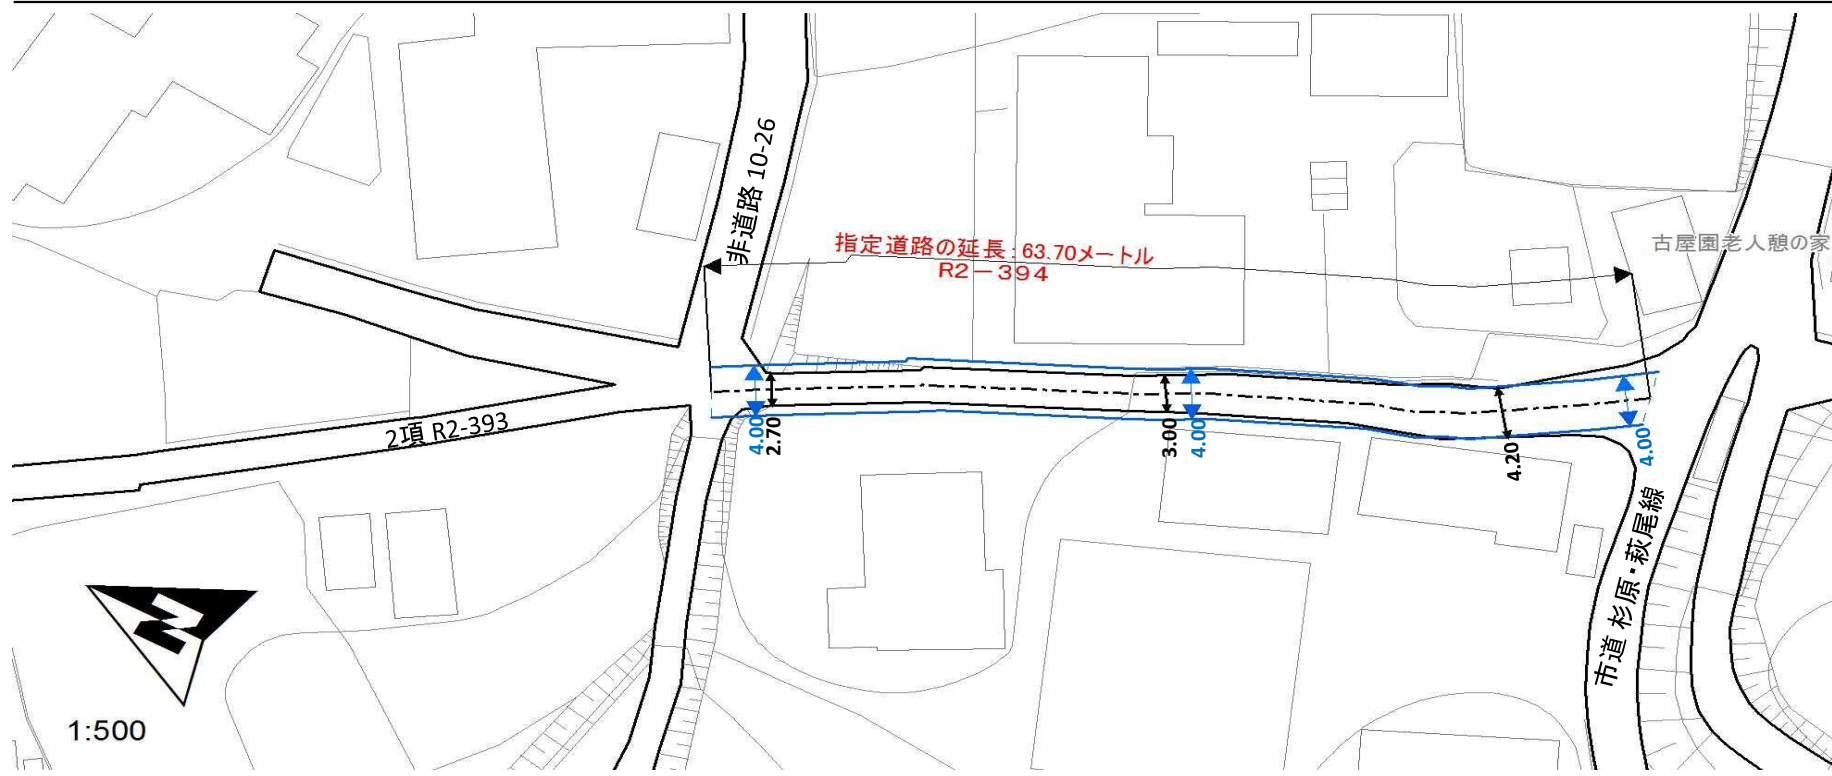 非道路 10-26
指定道路の延長：63.70メートル
R2－394
古屋園老人憩の家
2項 R2-393
4.00
2.70
3.00
4.00
4.20
4.00
市道 杉原・萩尾線
N
1:500